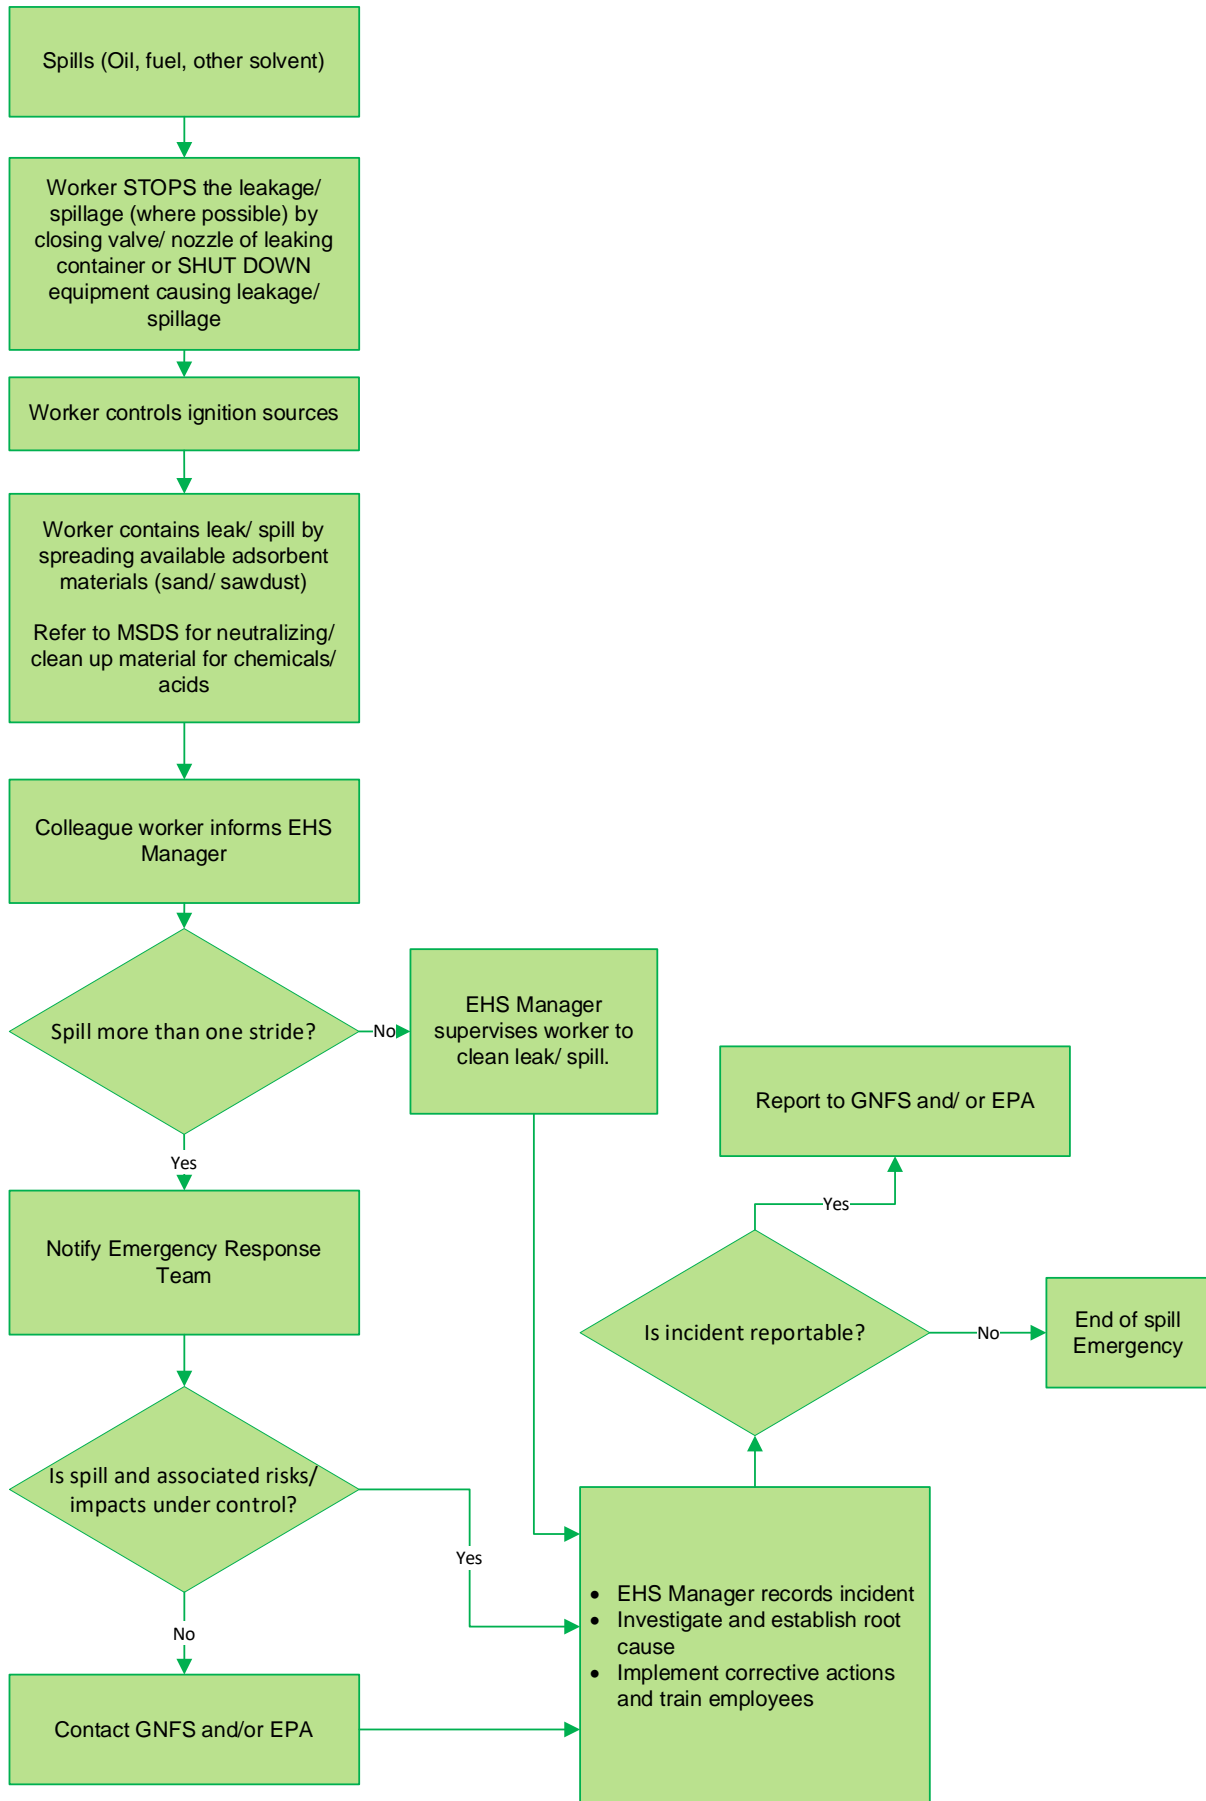 Spills (Oil, fuel, other solvent)
Worker STOPS the leakage/
spillage (where possible) by
closing valve/ nozzle of leaking
container or SHUT DOWN
equipment causing leakage/
spillage
Worker controls ignition sources
Worker contains leak/ spill by
spreading available adsorbent
materials (sand/ sawdust)
Refer to MSDS for neutralizing/
clean up material for chemicals/
acids
Colleague worker informs EHS
Manager
Spill more than one stride?
No
EHS Manager
supervises worker to
clean leak/ spill.
Yes
Notify Emergency Response
Team
Is spill and associated risks/
impacts under control?
Yes
No
Contact GNFS and/or EPA
• EHS Manager records incident
• Investigate and establish root
cause
• Implement corrective actions
and train employees
Is incident reportable?
Yes
Report to GNFS and/ or EPA
No
End of spill
Emergency